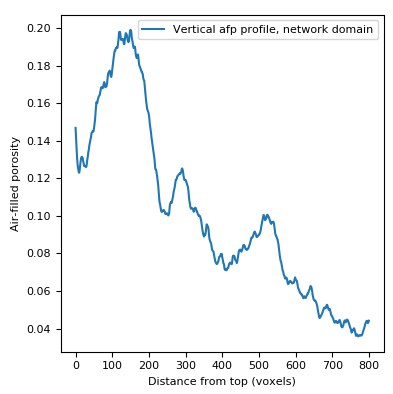 Vertical afp profile, network domain
0.20
0.18
0.16
0.14
0.12
0.10
0.08
0.06
0.04
Air-filled porosity
0 100 200 300 400 500 600 700 800
Distance from top (voxels)